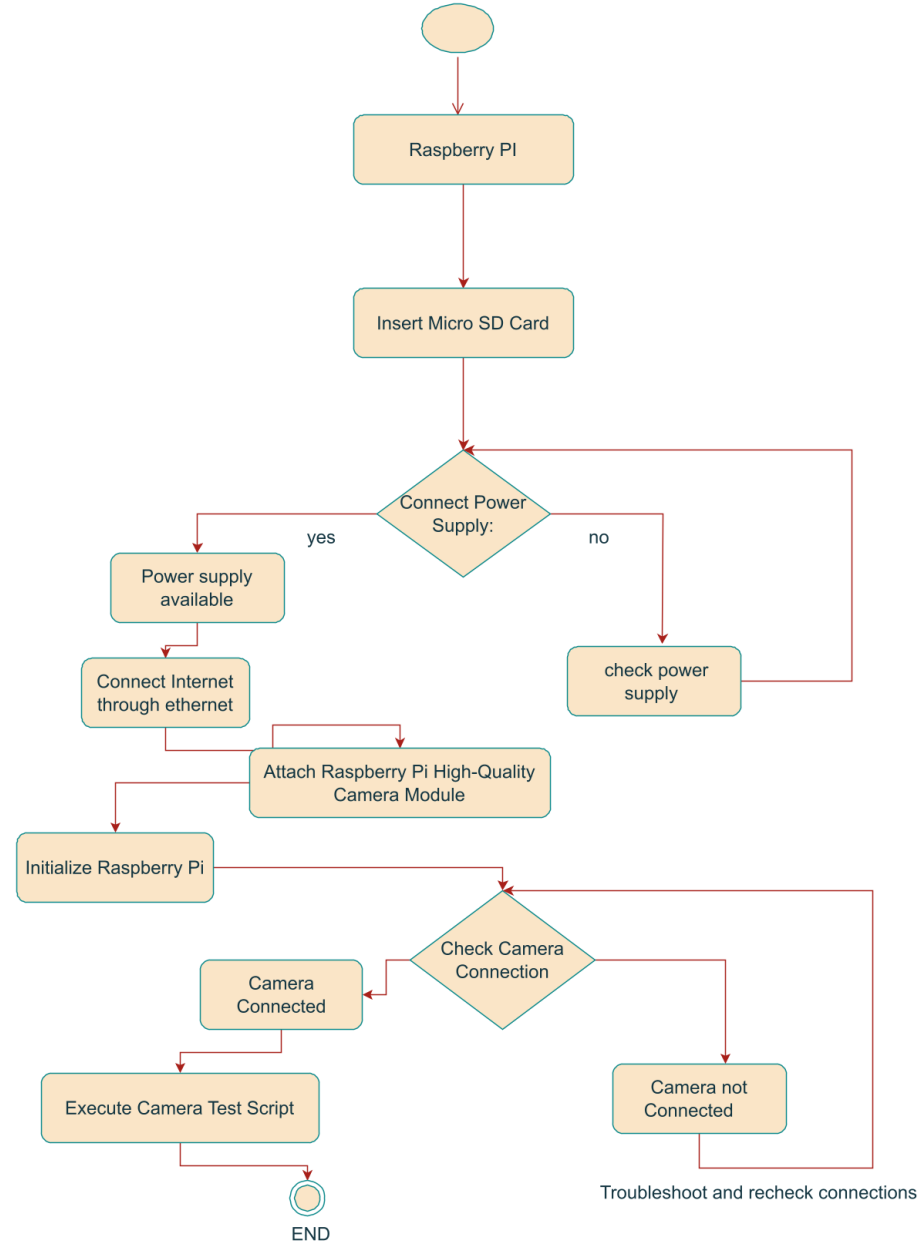 Raspberry PI
Insert Micro SD Card
Connect Power
Supply:
yes
no
Power supply
available
check power
supply
Connect Internet
through ethernet
Attach Raspberry Pi High-Quality
Camera Module
Initialize Raspberry Pi
Check Camera
Connection
Camera
Connected
Camera not
Connected
Execute Camera Test Script
Troubleshoot and recheck connections
END